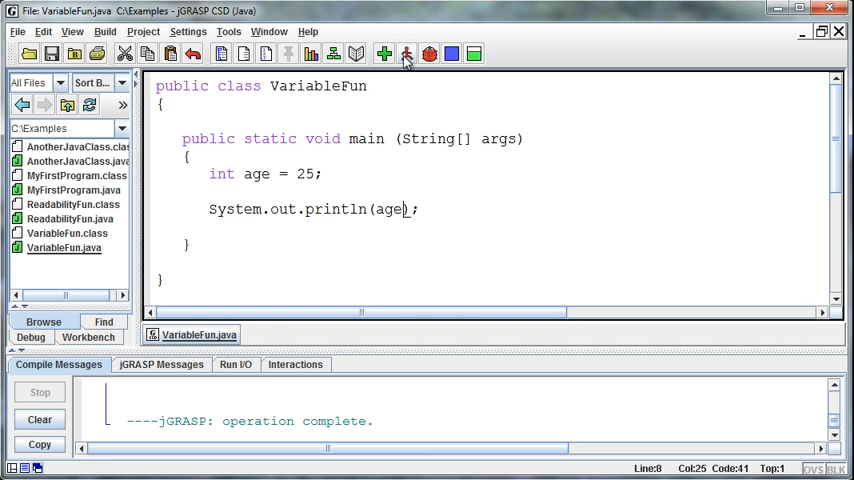 File: VariableFun.java C:\Examples - jGRASP CSD (Java)
File Edit View Build Project Settings Tools Window Help
All Files Sort B...
»
C:\Examples
AnotherJavaClass.clas
AnotherJavaClass.java
MyFirstProgram.class
MyFirstProgram.java
ReadabilityFun.class
ReadabilityFun.java
VariableFun.class
VariableFun.java
Browse Find
Debug Workbench
public class VariableFun
{
public static void main (String[] args)
{
int age = 25;
System.out.println(age);
}
}
VariableFun.java
Compile Messages jGRASP Messages Run I/O Interactions
Stop
Clear
Copy
----jGRASP: operation complete.
Line:8 Col:25 Code:41 Top:1 OVS BLK